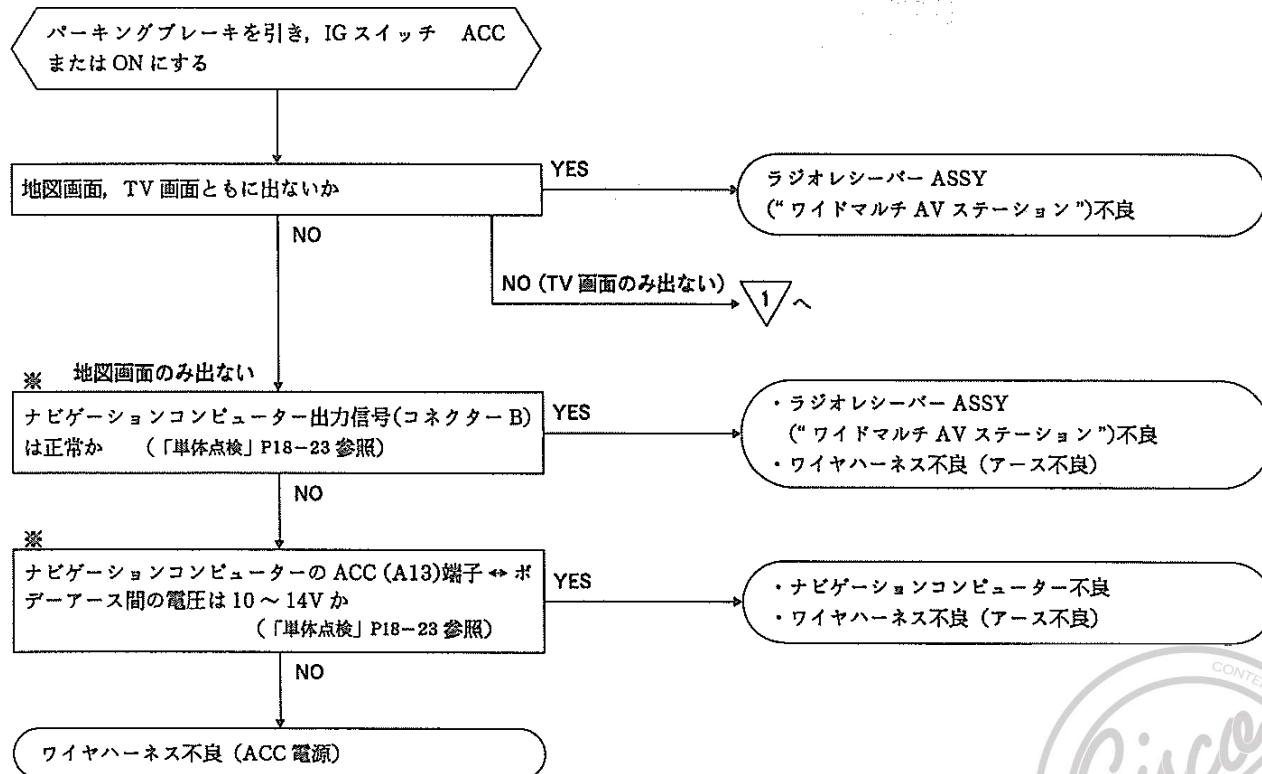 パーキングブレーキを引き, IG スイッチ ACC
または ON にする
地図画面, TV 画面ともに出ないか
YES
ラジオレシーバー ASSY
(“ワイドマルチ AV ステーション”)不良
NO
NO (TV 画面のみ出ない)
1 へ
※ 地図画面のみ出ない
ナビゲーションコンピューター出力信号(コネクター B)
は正常か (「単体点検」P18-23 参照)
YES
・ラジオレシーバー ASSY
(“ワイドマルチ AV ステーション”)不良
・ワイヤハーネス不良 (アース不良)
NO
※
ナビゲーションコンピューターの ACC (A13)端子 ↔ ボ
デーアース間の電圧は 10 ~ 14V か
(「単体点検」P18-23 参照)
YES
・ナビゲーションコンピューター不良
・ワイヤハーネス不良 (アース不良)
NO
ワイヤハーネス不良 (ACC 電源)
Cisco